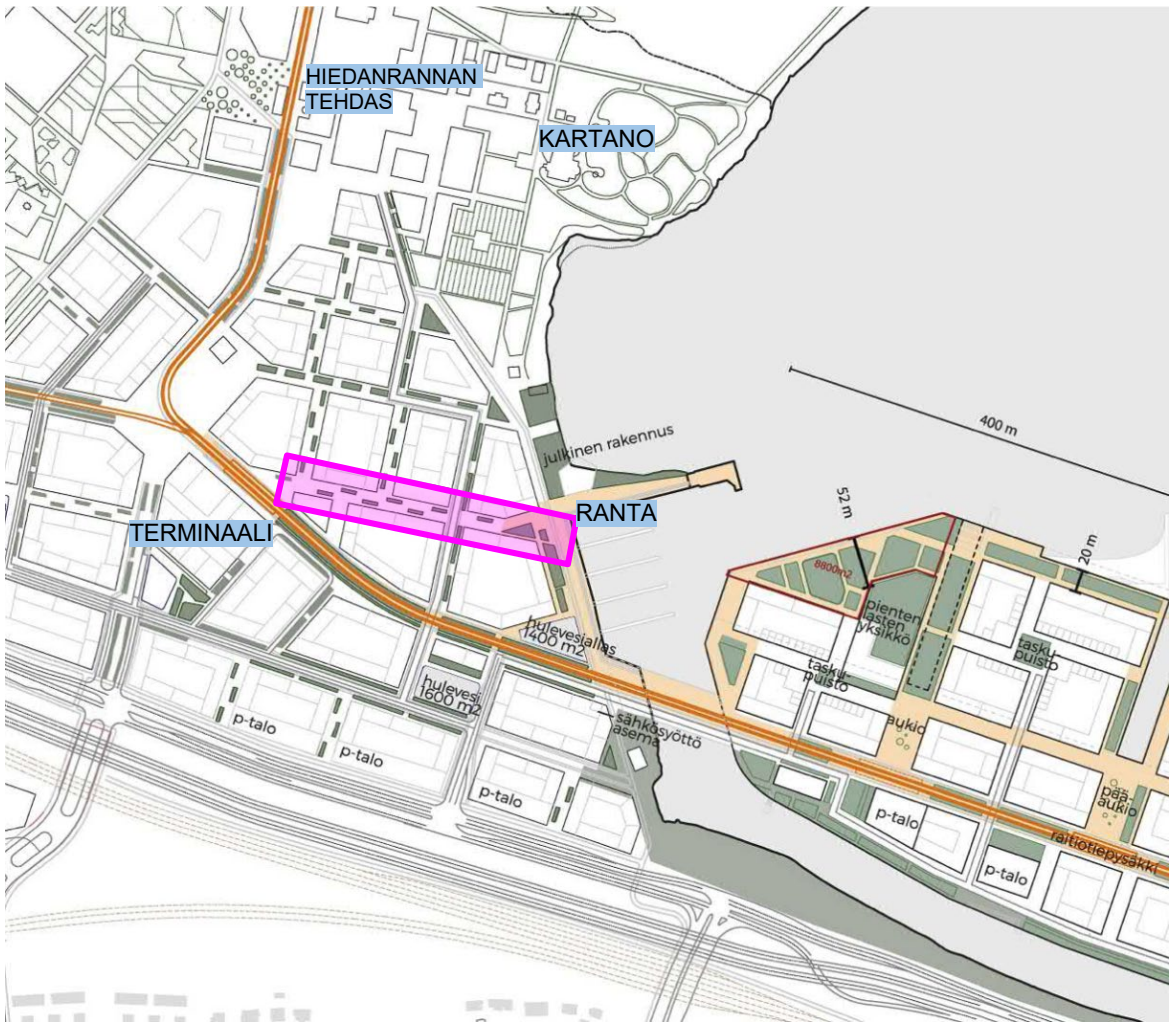 HIEDANRANNAN
TEHDAS
KARTANO
400 m
julkinen rakennus
RANTA
52 m
TERMINAALI
20 m
8800m2
pienten
lasten
yksikkö
hulevesiallas
1400 m2
tasku-
puisto
tasku-
puisto
hulevesi
1600 m2
p-talo
sähkösyöttö
asema
aukio
p-talo
pää-
aukio
p-talo
p-talo
raitiotiepysäkki
p-talo